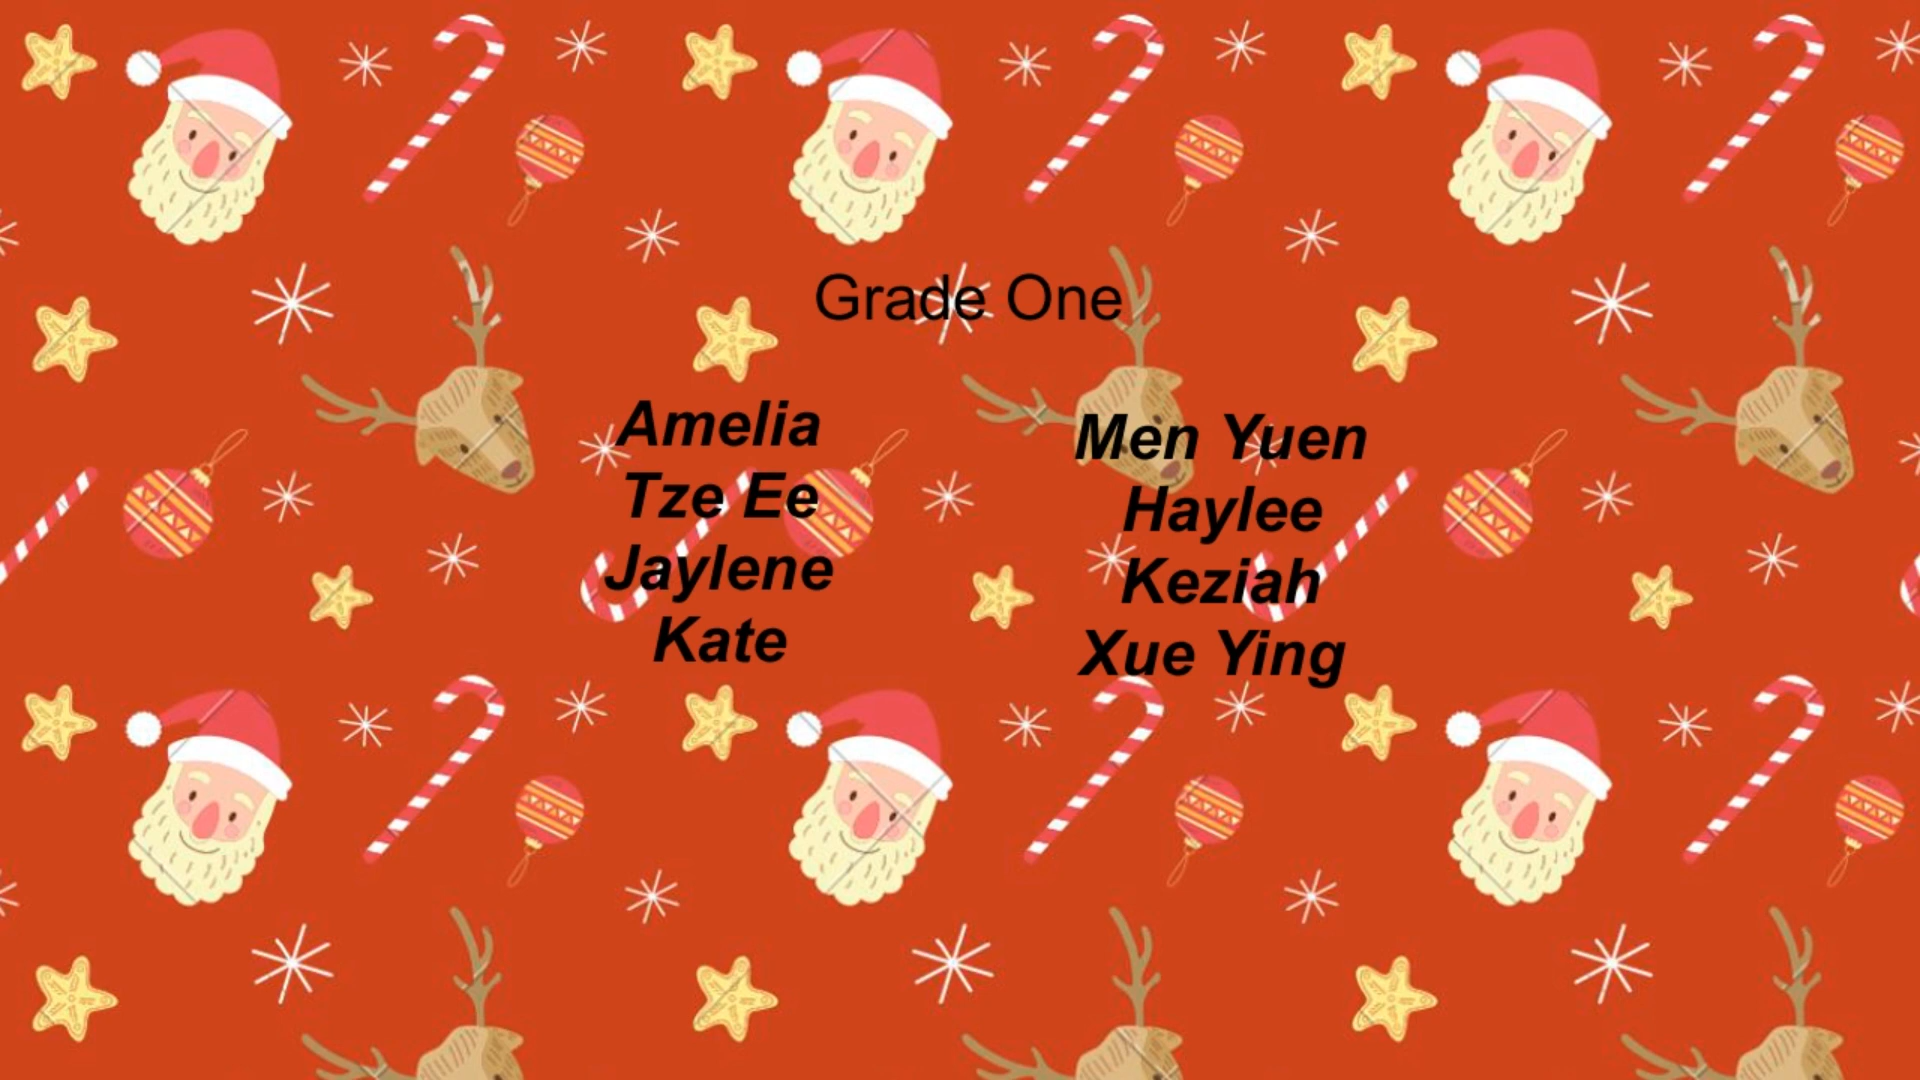 Grade One
Amelia
Tze Ee
Jaylene
Kate
Men Yuen
Haylee
Keziah
Xue Ying